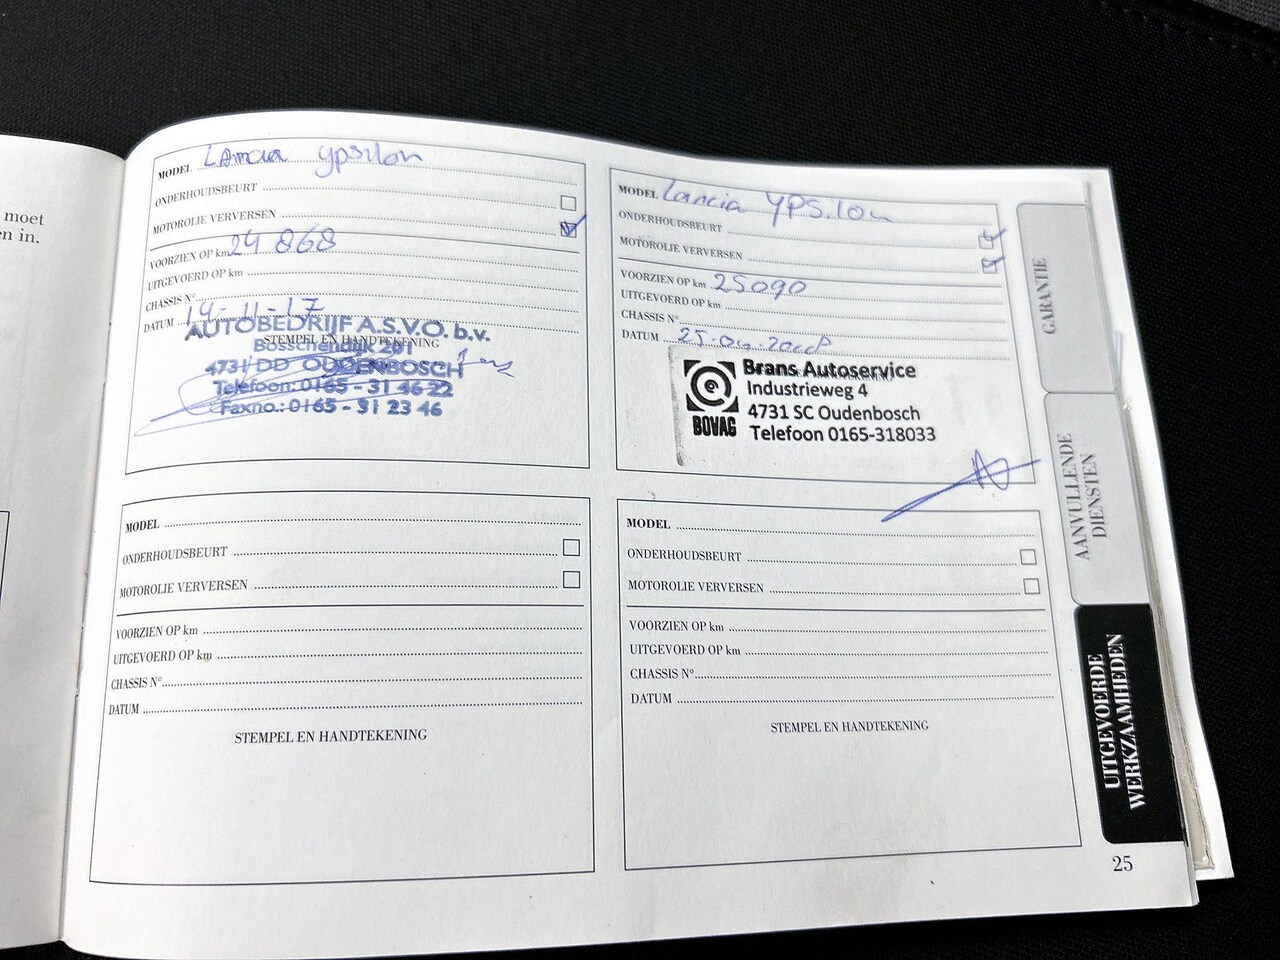 moet
en in.
MODEL Lancia ypsilon
ONDERHOUDSBEURT
MOTOROLIE VERVERSEN
VOORZIEN OP km 24 868
UITGEVOERD OP km
CHASSIS N°
DATUM 14-11-17
AUTOBEDRIJF A.S.V.O. b.v.
STEMPEL EN HANDTEKENING
Bosschendijk 201
4731 DD OUDENBOSCH
Telefoon: 0165 - 31 46 22
Faxno.: 0165 - 31 23 46
MODEL Lancia YPSilon
ONDERHOUDSBEURT
MOTOROLIE VERVERSEN
VOORZIEN OP km 25090
UITGEVOERD OP km
CHASSIS N°
DATUM
Brans Autoservice
Industrieweg 4
4731 SC Oudenbosch
Telefoon 0165-318033
BOVAG
MODEL
ONDERHOUDSBEURT
MOTOROLIE VERVERSEN
VOORZIEN OP km
UITGEVOERD OP km
CHASSIS N°
DATUM
STEMPEL EN HANDTEKENING
MODEL
ONDERHOUDSBEURT
MOTOROLIE VERVERSEN
VOORZIEN OP km
UITGEVOERD OP km
CHASSIS N°
DATUM
STEMPEL EN HANDTEKENING
GARANTIE
AANVULLENDE
DIENSTEN
UITGEVOERDE
WERKZAAMHEDEN
25